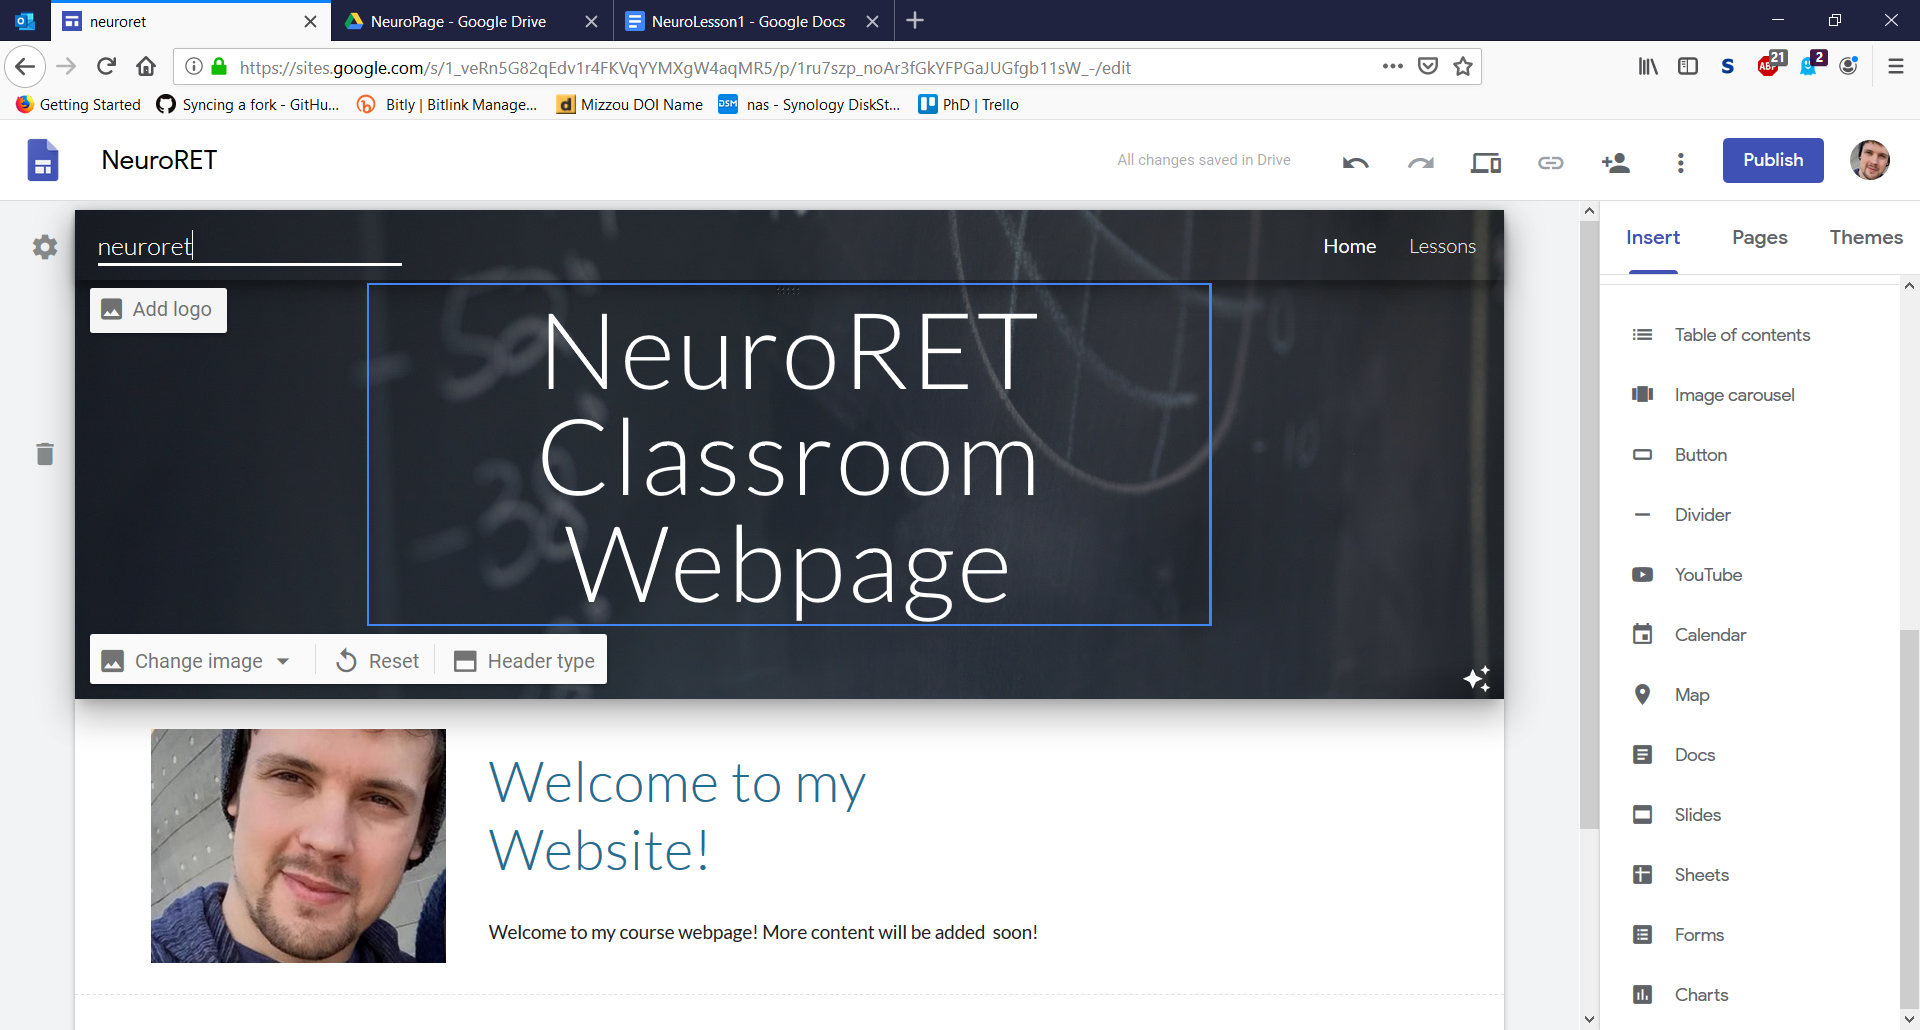 neuroret
NeuroPage - Google Drive
NeuroLesson1 - Google Docs
https://sites.google.com/s/1_veRn5G82qEdv1r4FKVqYYMXgW4aqMR5/p/1ru7szp_noAr3fGkYFPGaJUGfgb11sW_-/edit
S
ABP
21
2
Getting Started
Syncing a fork - GitHu...
Bitly | Bitlink Manage...
d
Mizzou DOI Name
DSM
nas - Synology DiskSt...
PhD | Trello
NeuroRET
All changes saved in Drive
Publish
neuroret
Home
Lessons
Add logo
NeuroRET
Classroom
Webpage
Change image
Reset
Header type
Welcome to my
Website!
Welcome to my course webpage! More content will be added  soon!
Insert
Pages
Themes
Table of contents
Image carousel
Button
Divider
YouTube
Calendar
Map
Docs
Slides
Sheets
Forms
Charts